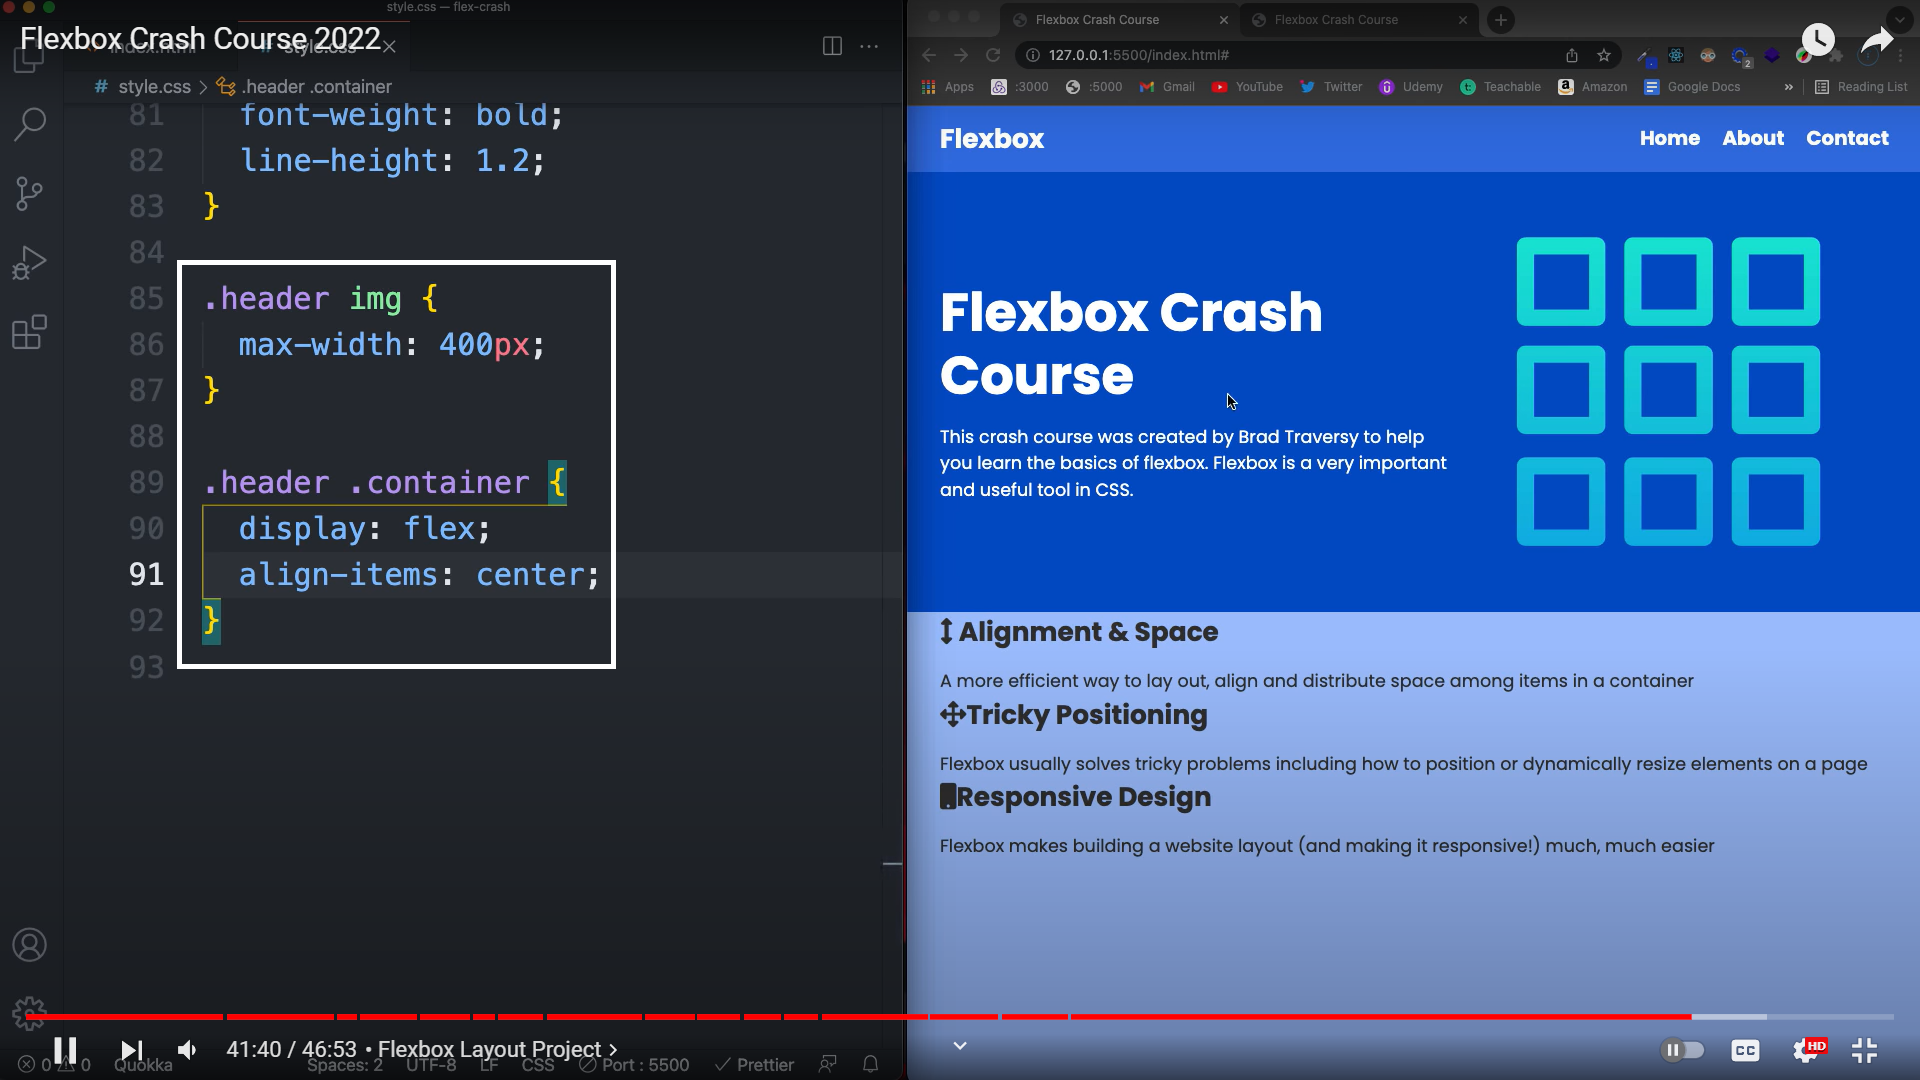 style.css — flex-crash
Flexbox Crash Course 2022
# style.css > .header .container
81 font-weight: bold;
82 line-height: 1.2;
83 }
84
85 .header img {
86 max-width: 400px;
87 }
88
89 .header .container {
90 display: flex;
91 align-items: center;
92 }
93
41:40 / 46:53 • Flexbox Layout Project >
0 0 Quokka Spaces: 2 UTF-8 LF CSS Port : 5500 Prettier
Flexbox Crash Course Flexbox Crash Course
127.0.0.1:5500/index.html#
2
Apps :3000 :5000 Gmail YouTube Twitter Udemy Teachable Amazon Google Docs » Reading List
Flexbox Home About Contact
Flexbox Crash
Course
This crash course was created by Brad Traversy to help
you learn the basics of flexbox. Flexbox is a very important
and useful tool in CSS.
Alignment & Space
A more efficient way to lay out, align and distribute space among items in a container
Tricky Positioning
Flexbox usually solves tricky problems including how to position or dynamically resize elements on a page
Responsive Design
Flexbox makes building a website layout (and making it responsive!) much, much easier
CC HD